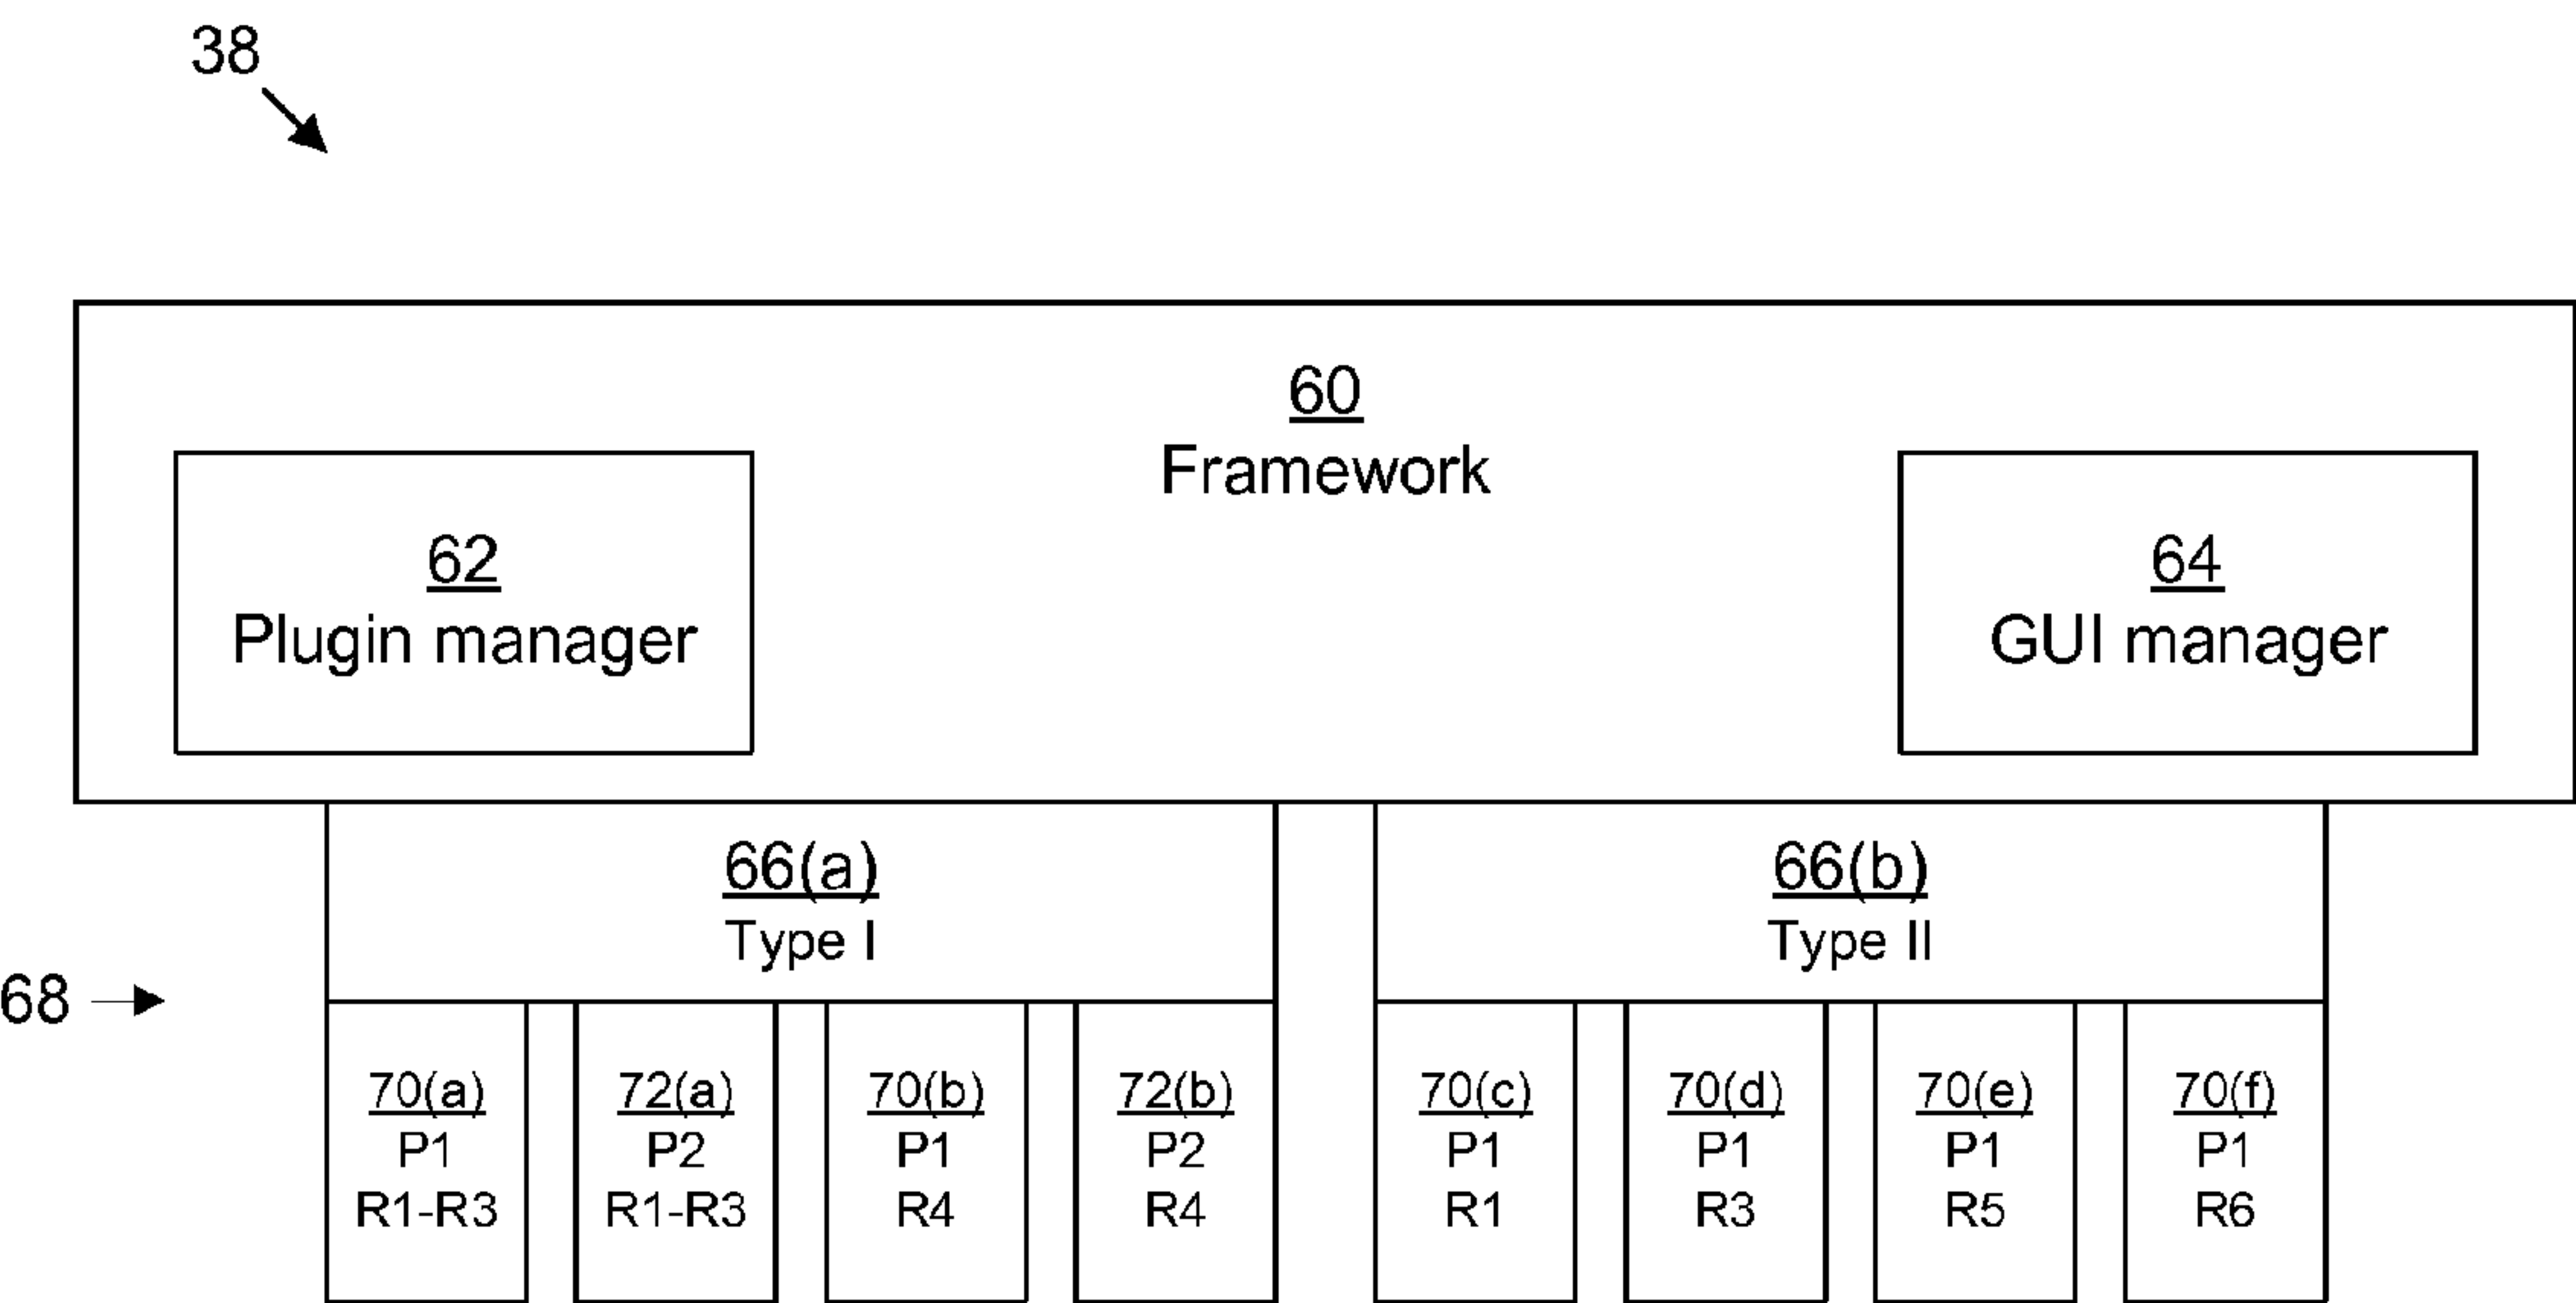 38
60
Framework
62
Plugin manager
64
GUI manager
66(a)
Type I
66(b)
Type II
68
70(a)
P1
R1-R3
72(a)
P2
R1-R3
70(b)
P1
R4
72(b)
P2
R4
70(c)
P1
R1
70(d)
P1
R3
70(e)
P1
R5
70(f)
P1
R6